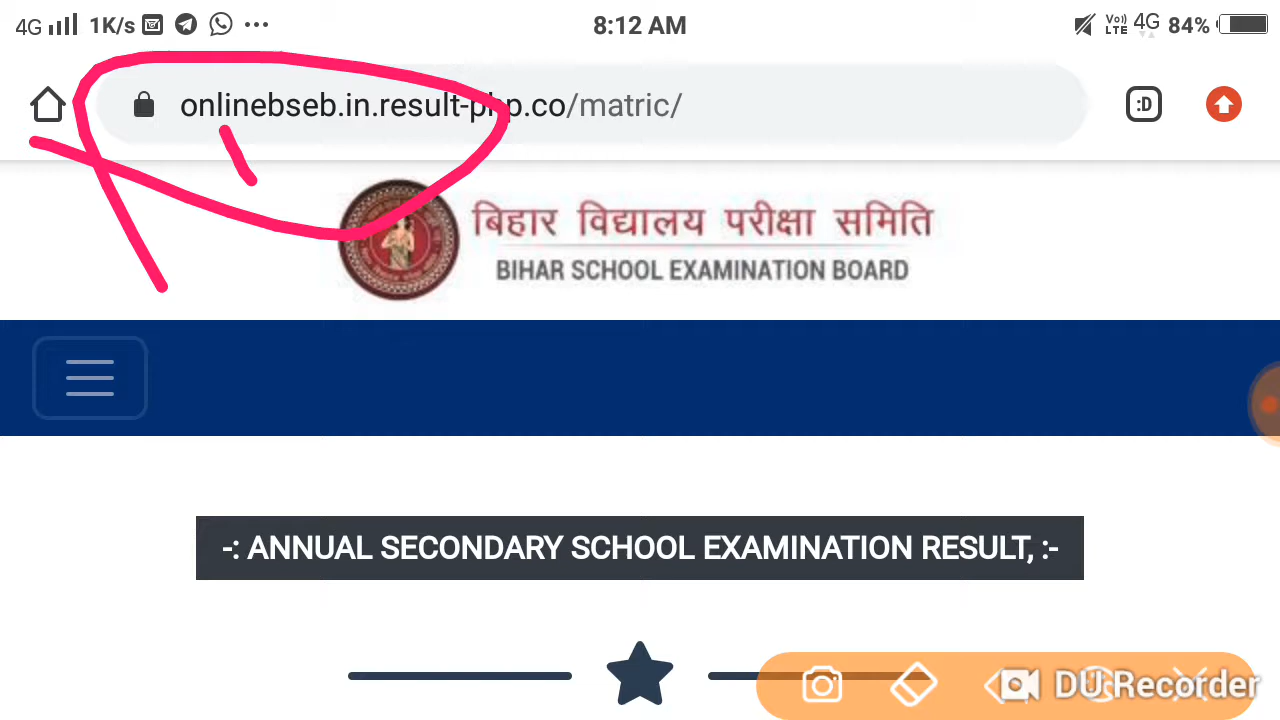 4G 1K/s 8:12 AM Vo) LTE 4G 84%
onlinebseb.in.result-php.co/matric/ :D
बिहार विद्यालय परीक्षा समिति
BIHAR SCHOOL EXAMINATION BOARD
-: ANNUAL SECONDARY SCHOOL EXAMINATION RESULT, :-
DU Recorder